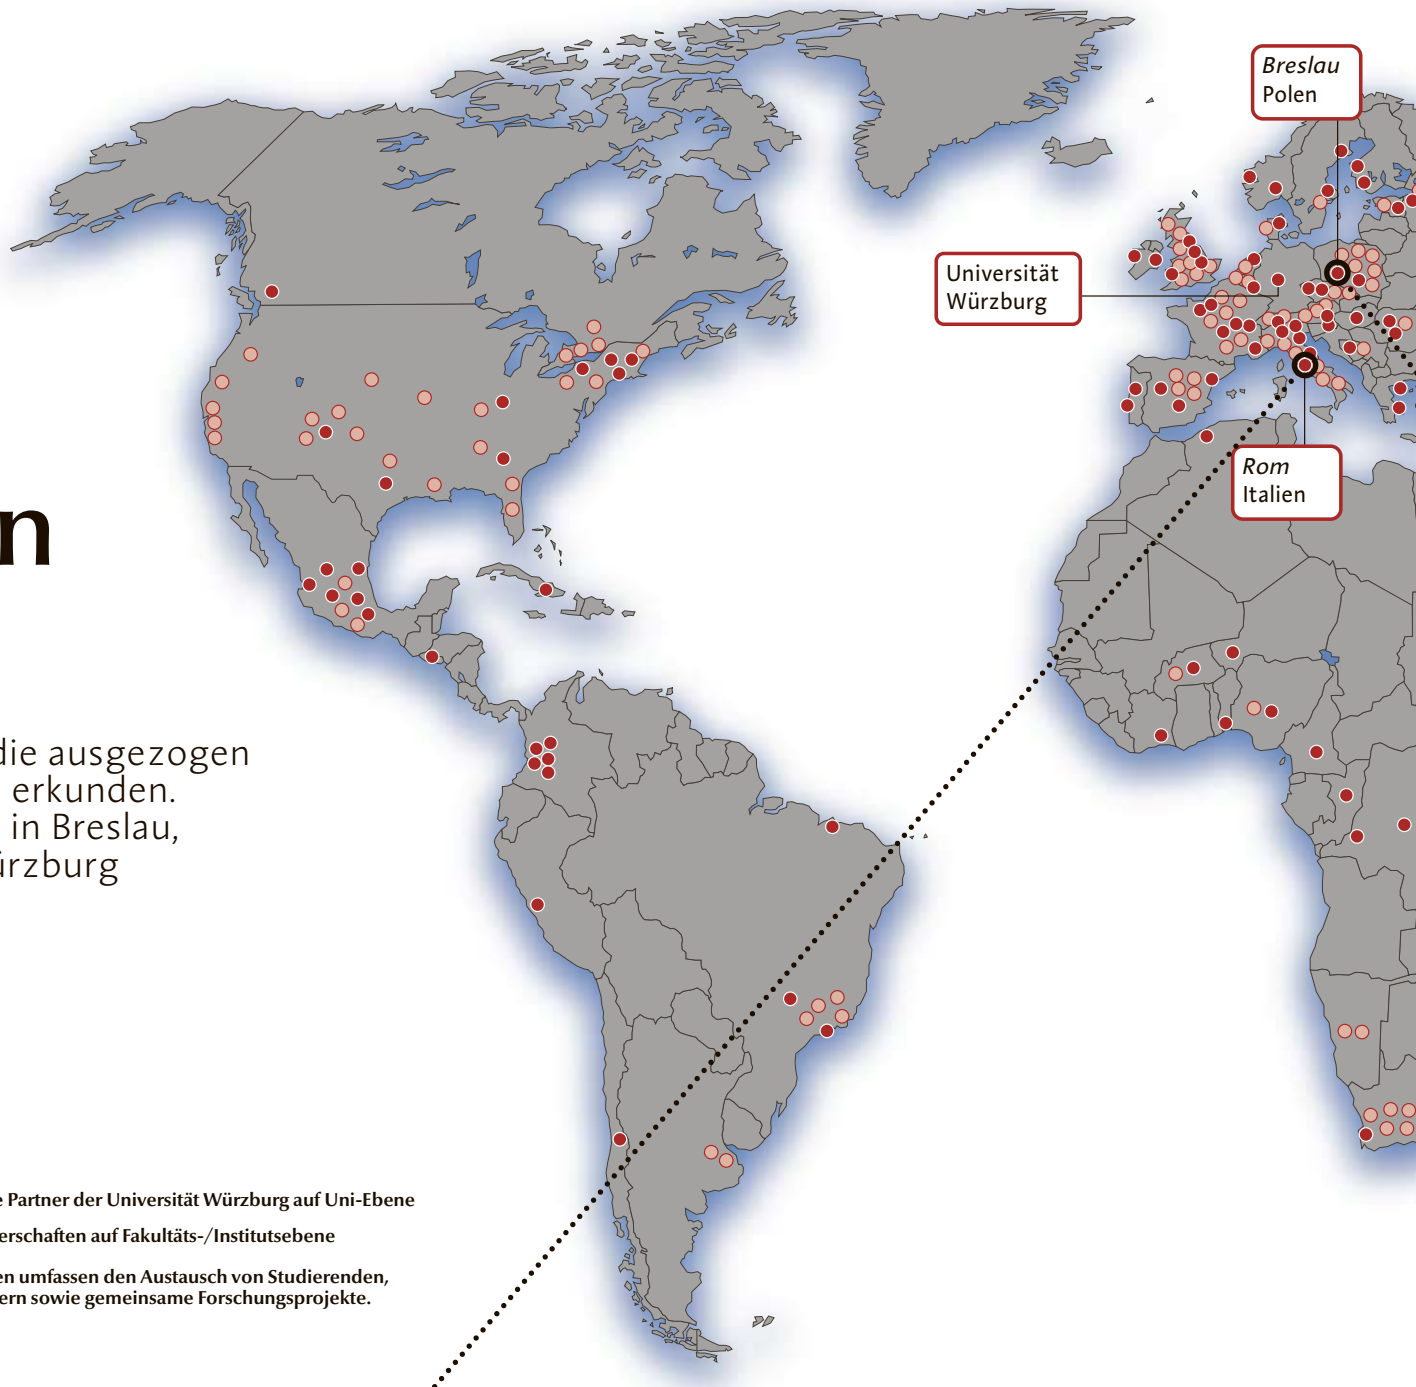 Breslau
Polen
Universität
Würzburg
Rom
Italien
n
die ausgezogen
erkunden.
in Breslau,
ürzburg
e Partner der Universität Würzburg auf Uni-Ebene
erschaften auf Fakultäts-/Institutsebene
en umfassen den Austausch von Studierenden,
ern sowie gemeinsame Forschungsprojekte.